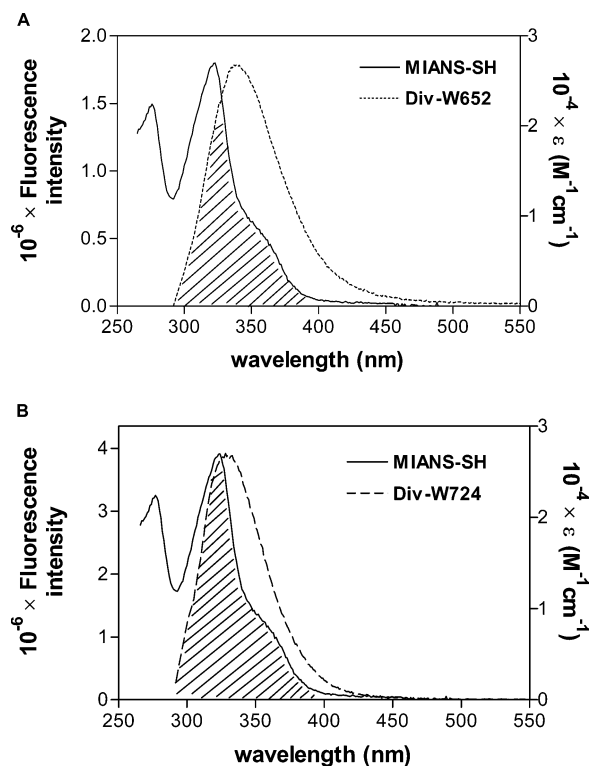 A
2.0
1.5
1.0
0.5
0.0
10⁻⁶ × Fluorescence
intensity
3
2
1
0
10⁻⁴ × ε (M⁻¹cm⁻¹)
MIANS-SH
Div-W652
250 300 350 400 450 500 550
wavelength (nm)
B
4
3
2
1
0
10⁻⁶ × Fluorescence
intensity
3
2
1
0
10⁻⁴ × ε (M⁻¹cm⁻¹)
MIANS-SH
Div-W724
250 300 350 400 450 500 550
wavelength (nm)